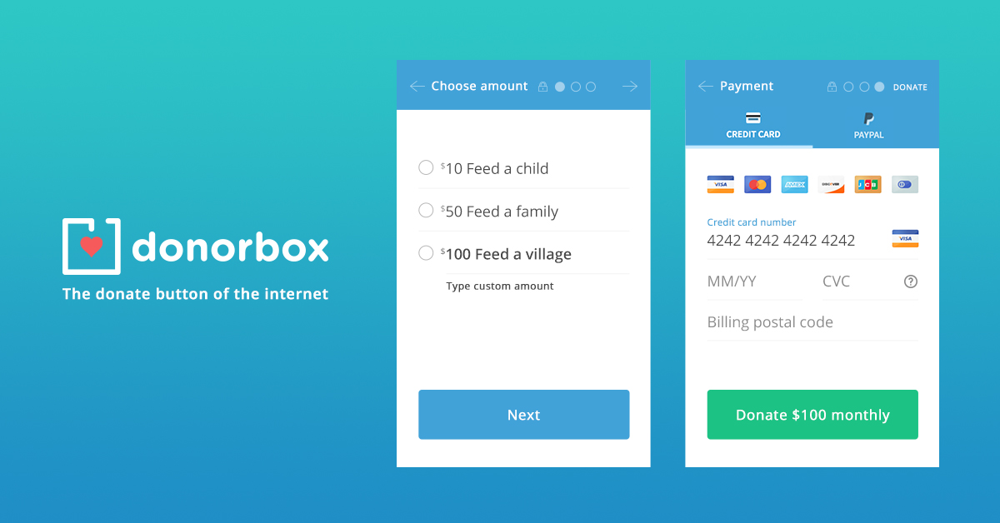 donorbox
The donate button of the internet
Choose amount
$10 Feed a child
$50 Feed a family
$100 Feed a village
Type custom amount
Next
Payment
DONATE
CREDIT CARD
PAYPAL
VISA
AMEX
DISCOVER
JCB
Credit card number
4242 4242 4242 4242
VISA
MM/YY
CVC
?
Billing postal code
Donate $100 monthly